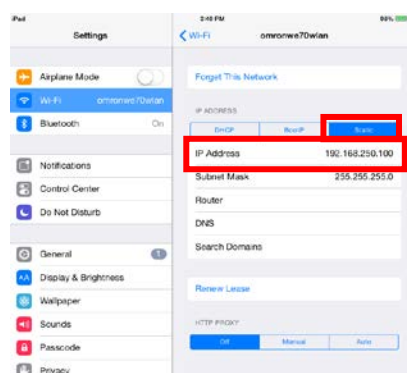 iPad
2:40 PM
98%
Settings
Wi-Fi
omronwe70wlan
Airplane Mode
Wi-Fi omronwe70wlan
Bluetooth On
Notifications
Control Center
Do Not Disturb
General 1
Display & Brightness
Wallpaper
Sounds
Passcode
Privacy
Forget This Network
IP ADDRESS
DHCP BootP Static
IP Address 192.168.250.100
Subnet Mask 255.255.255.0
Router
DNS
Search Domains
Renew Lease
HTTP PROXY
Off Manual Auto